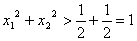 x₁² + x₂² > 1/2 + 1/2 = 1